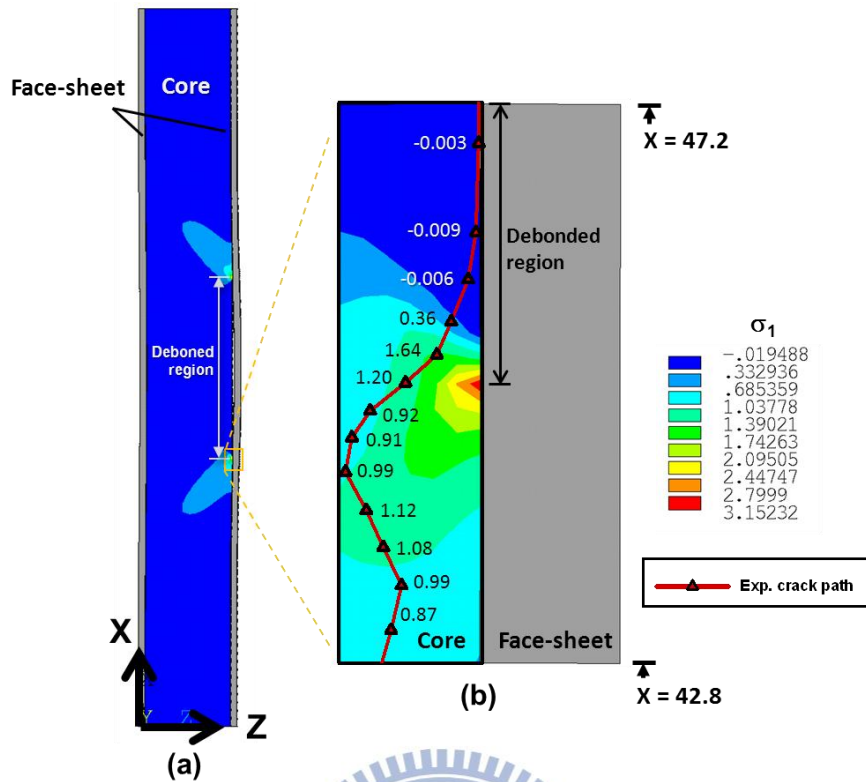 Face-sheet
Core
Deboned
region
X
Y
Z
Z
(a)
-0.003
-0.009
-0.006
0.36
1.64
1.20
0.92
0.91
0.99
1.12
1.08
0.99
0.87
Debonded
region
Core
Face-sheet
(b)
X = 47.2
X = 42.8
σ1
-.019488
.332936
.685359
1.03778
1.39021
1.74263
2.09505
2.44747
2.7999
3.15232
Exp. crack path